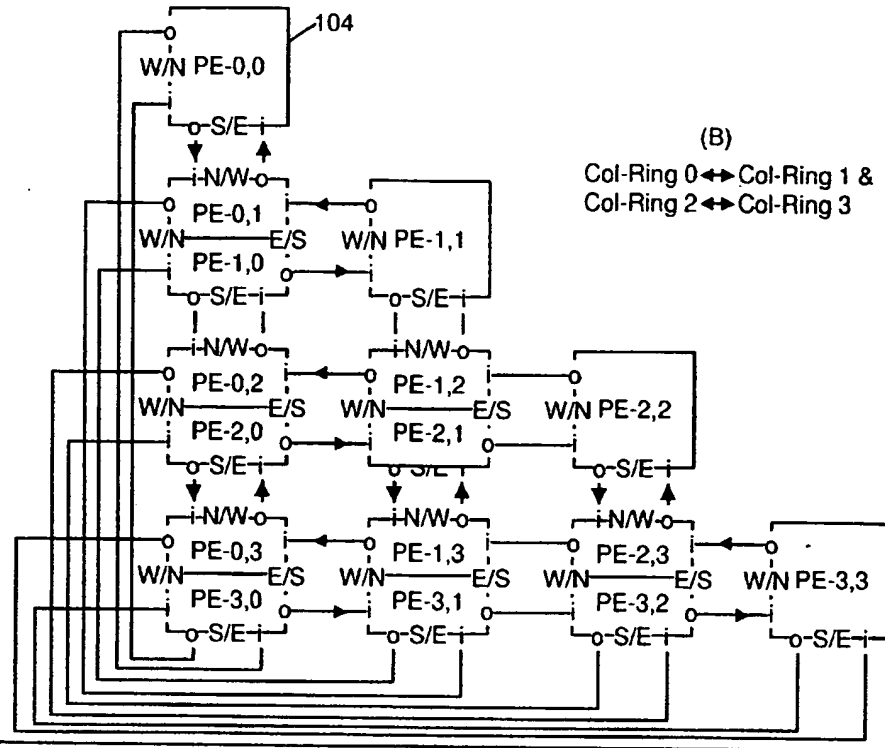 104
o
W/N PE-0,0
i
o-S/E-i
(B)
Col-Ring 0↔Col-Ring 1 &
Col-Ring 2↔Col-Ring 3
i-N/W-o
o PE-0,1 i o
W/N E/S W/N PE-1,1
i PE-1,0 o i
o-S/E-i o-S/E-i
i-N/W-o i-N/W-o
o PE-0,2 i o PE-1,2 i o
W/N E/S W/N E/S W/N PE-2,2
i PE-2,0 o i PE-2,1 o i
o-S/E-i o-S/E-i o-S/E-i
i-N/W-o i-N/W-o i-N/W-o
o PE-0,3 i o PE-1,3 i o PE-2,3 i o
W/N E/S W/N E/S W/N E/S W/N PE-3,3
i PE-3,0 o i PE-3,1 o i PE-3,2 o i
o-S/E-i o-S/E-i o-S/E-i o-S/E-i